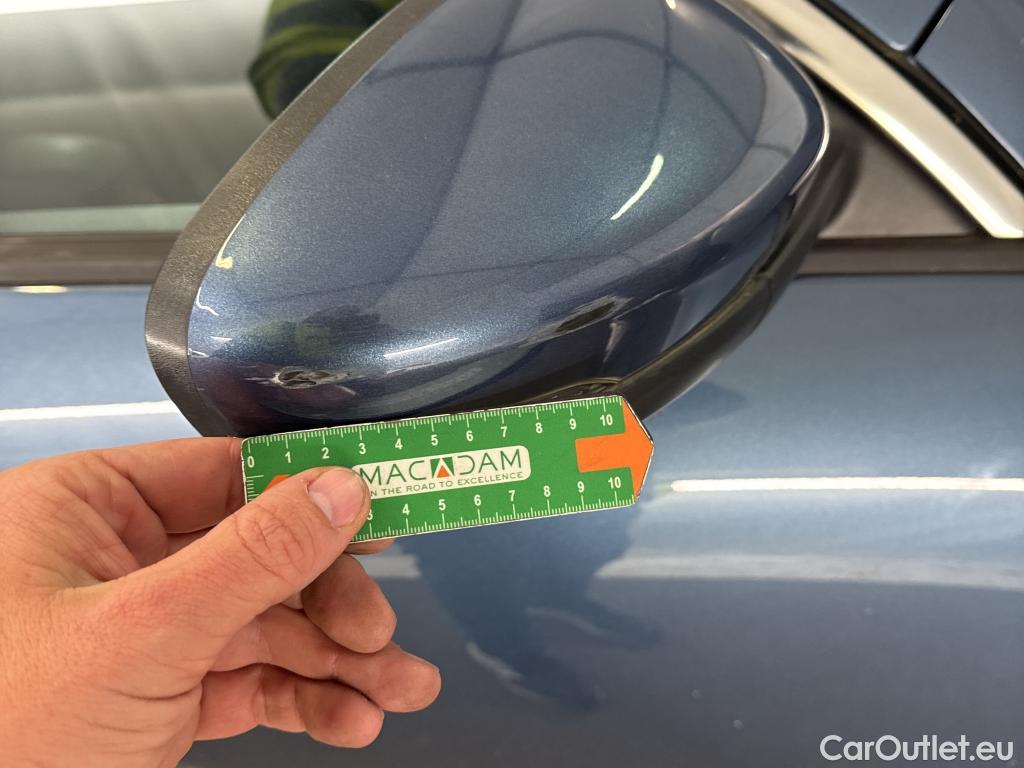 0 1 2 3 4 5 6 7 8 9 10
MACADAM
N THE ROAD TO EXCELLENCE
3 4 5 6 7 8 9 10
CarOutlet.eu